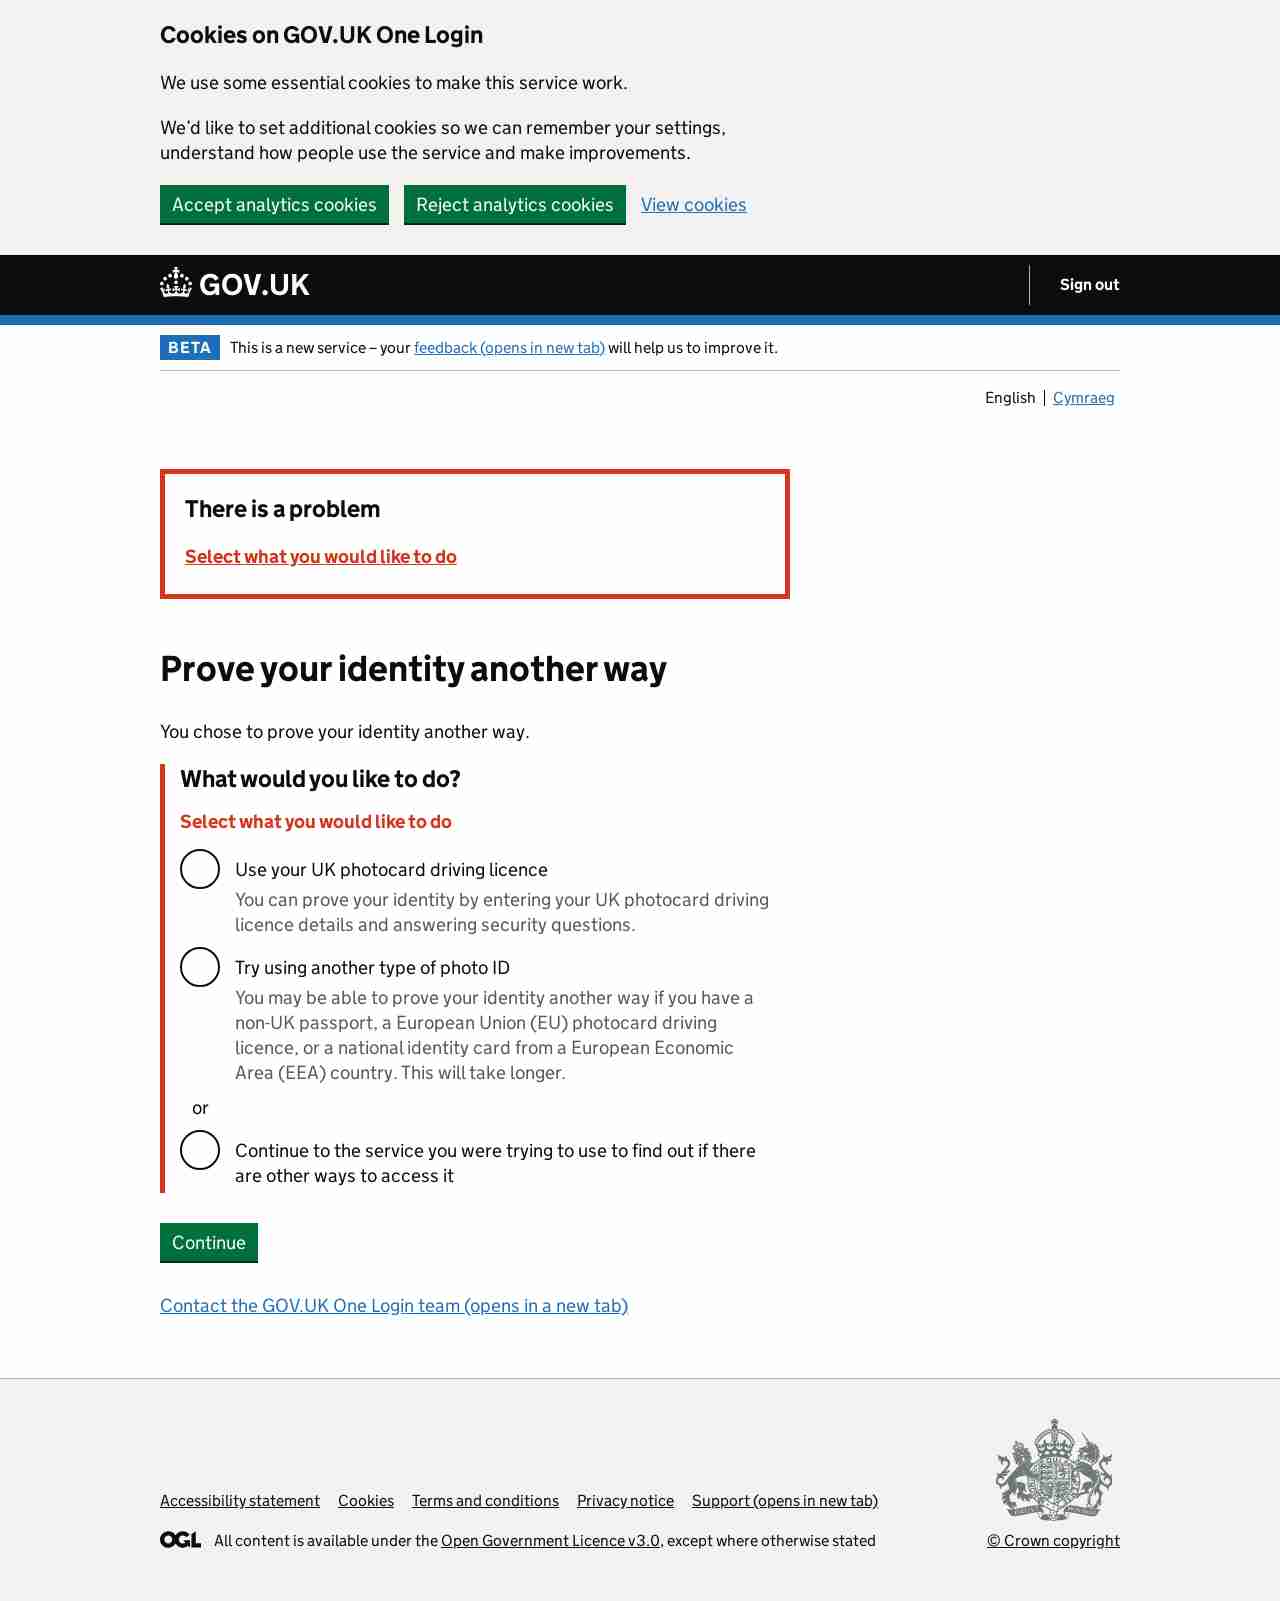 Cookies on GOV.UK One Login
We use some essential cookies to make this service work.
We’d like to set additional cookies so we can remember your settings,
understand how people use the service and make improvements.
Accept analytics cookies Reject analytics cookies View cookies
GOV.UK Sign out
BETA This is a new service – your feedback (opens in new tab) will help us to improve it.
English Cymraeg
There is a problem
Select what you would like to do
Prove your identity another way
You chose to prove your identity another way.
What would you like to do?
Select what you would like to do
Use your UK photocard driving licence
You can prove your identity by entering your UK photocard driving
licence details and answering security questions.
Try using another type of photo ID
You may be able to prove your identity another way if you have a
non-UK passport, a European Union (EU) photocard driving
licence, or a national identity card from a European Economic
Area (EEA) country. This will take longer.
or
Continue to the service you were trying to use to find out if there
are other ways to access it
Continue
Contact the GOV.UK One Login team (opens in a new tab)
Accessibility statement Cookies Terms and conditions Privacy notice Support (opens in new tab)
OGL All content is available under the Open Government Licence v3.0, except where otherwise stated
© Crown copyright